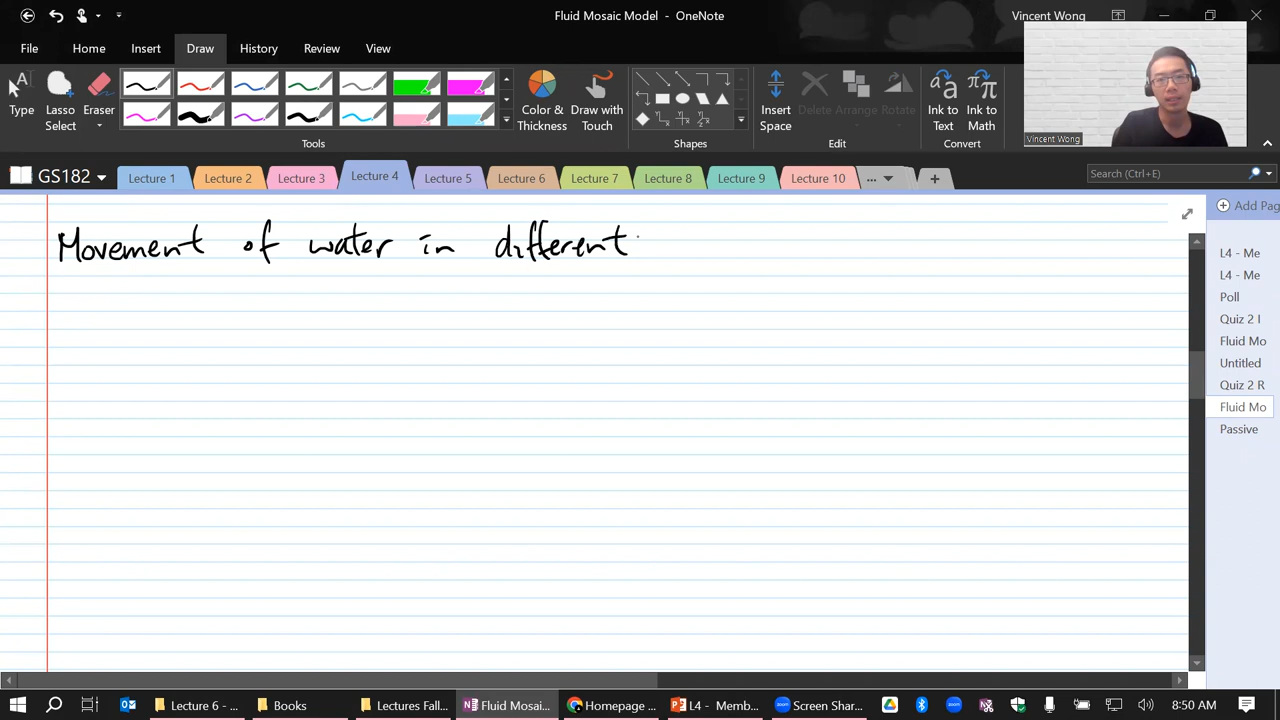 Fluid Mosaic Model - OneNote
Vincent Wong
File Home Insert Draw History Review View
Type
Lasso Select
Eraser
Color & Thickness
Draw with Touch
Insert Space
Delete Arrange Rotate
Ink to Text
Ink to Math
Tools
Shapes
Edit
Convert
Vincent Wong
GS182
Lecture 1 Lecture 2 Lecture 3 Lecture 4 Lecture 5 Lecture 6 Lecture 7 Lecture 8 Lecture 9 Lecture 10 ...
Search (Ctrl+E)
Add Pag
Movement of water in different
L4 - Me
L4 - Me
Poll
Quiz 2 I
Fluid Mo
Untitled
Quiz 2 R
Fluid Mo
Passive
Lecture 6 - ... Books Lectures Fall... Fluid Mosai... Homepage ... L4 -- Memb... Screen Shar... 8:50 AM